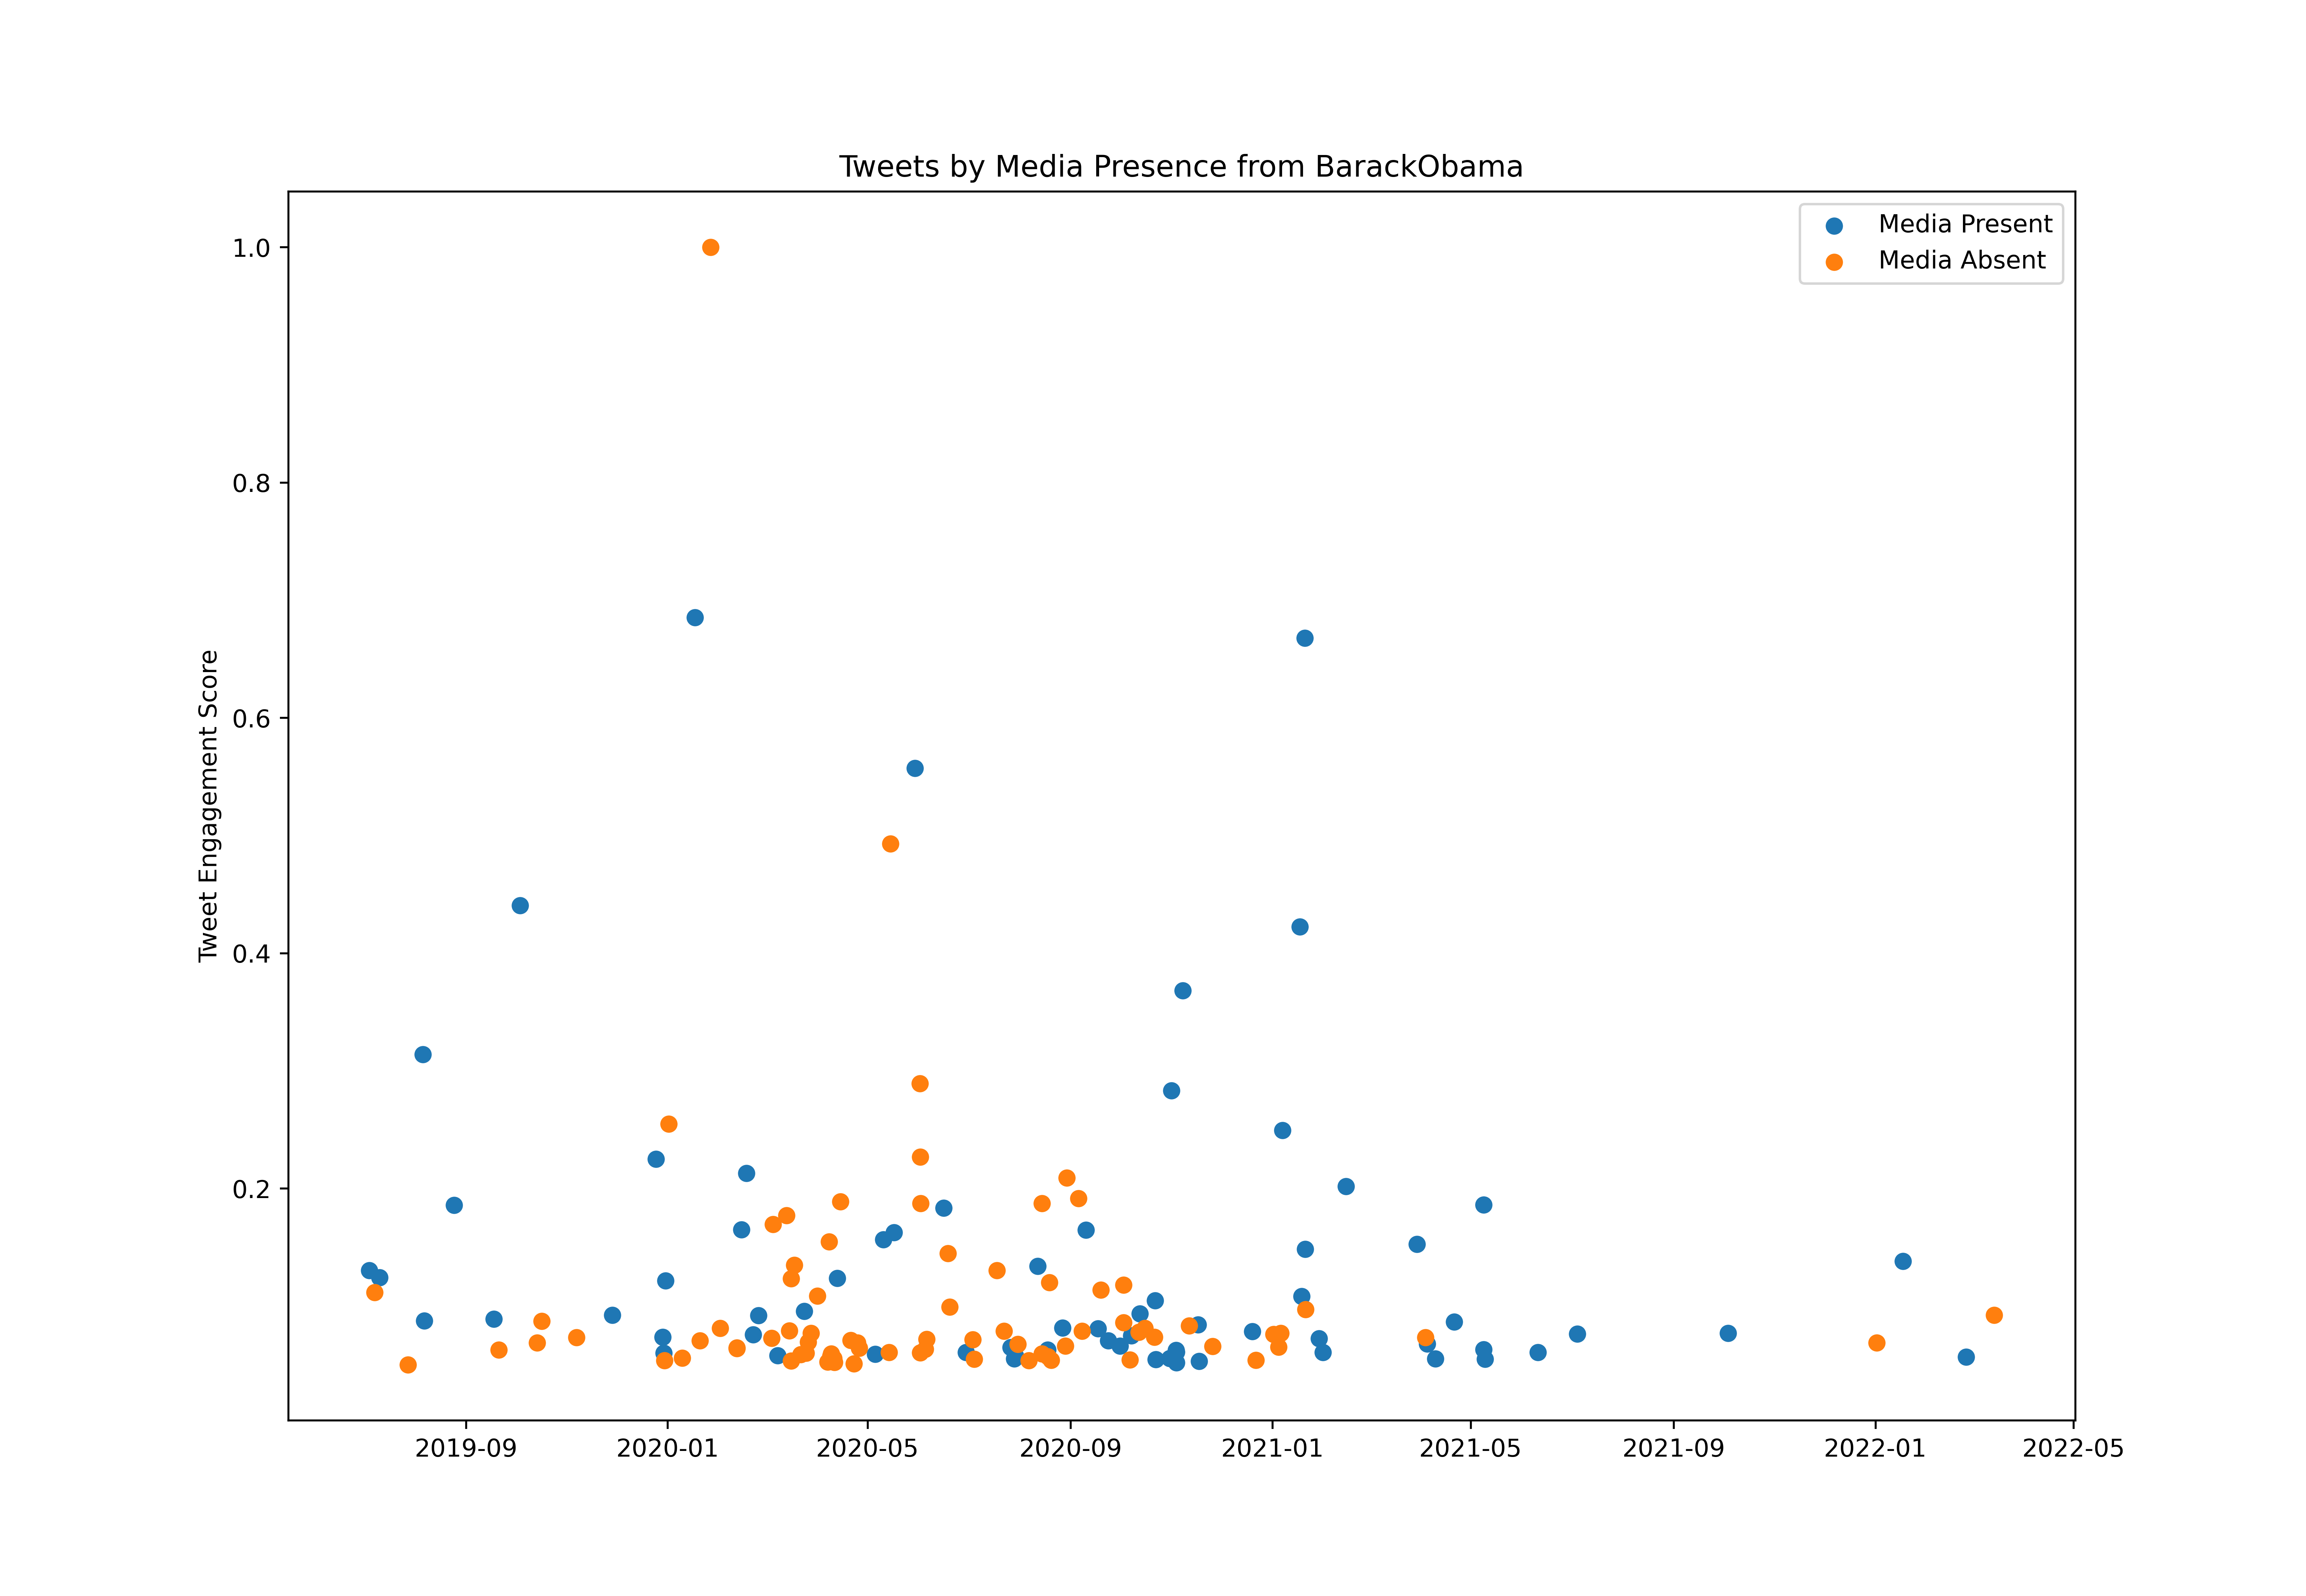 Tweets by Media Presence from BarackObama
Media Present
Media Absent
Tweet Engagement Score
1.0
0.8
0.6
0.4
0.2
2019-09 2020-01 2020-05 2020-09 2021-01 2021-05 2021-09 2022-01 2022-05